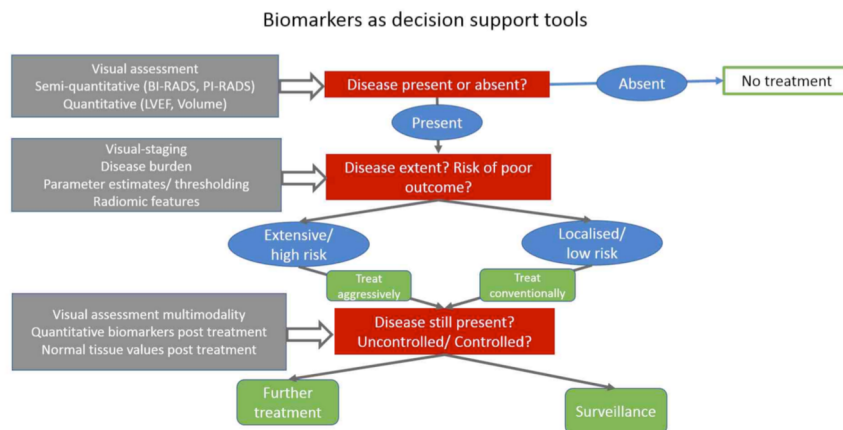 Biomarkers as decision support tools
Visual assessment
Semi-quantitative (BI-RADS, PI-RADS)
Quantitative (LVEF, Volume)
Disease present or absent?
Absent
No treatment
Present
Visual-staging
Disease burden
Parameter estimates/ thresholding
Radiomic features
Disease extent? Risk of poor
outcome?
Extensive/
high risk
Localised/
low risk
Treat
aggressively
Treat
conventionally
Visual assessment multimodality
Quantitative biomarkers post treatment
Normal tissue values post treatment
Disease still present?
Uncontrolled/ Controlled?
Further
treatment
Surveillance